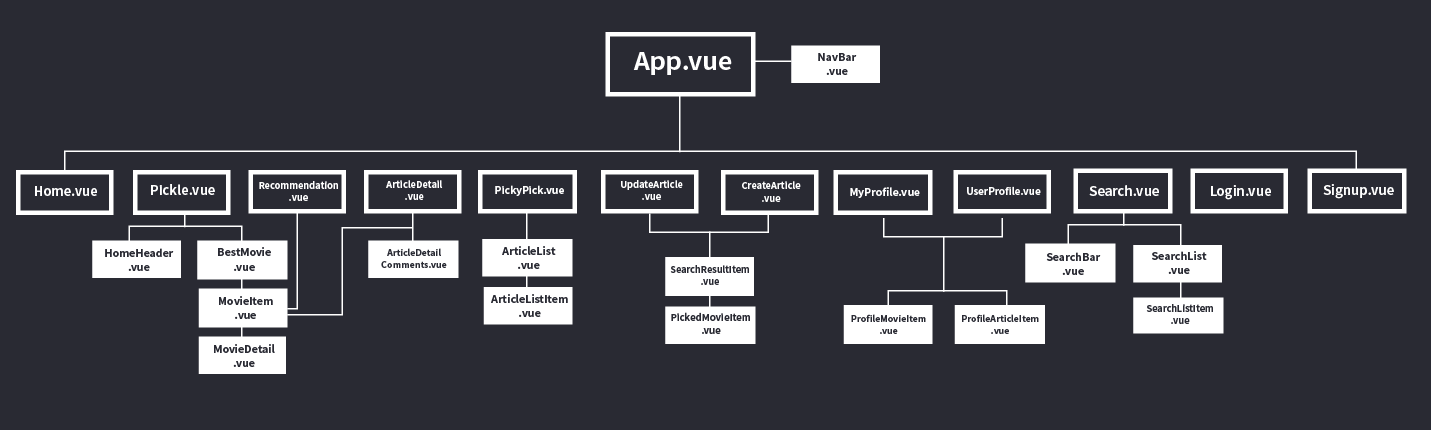 App.vue
NavBar
.vue
Home.vue
PIckle.vue
Recommendation
.vue
ArticleDetail
.vue
PickyPick.vue
UpdateArticle
.vue
CreateArticle
.vue
MyProfile.vue
UserProfile.vue
Search.vue
Login.vue
Signup.vue
HomeHeader
.vue
BestMovie
.vue
ArticleDetail
Comments.vue
ArticleList
.vue
SearchResultItem
.vue
SearchBar
.vue
SearchList
.vue
MovieItem
.vue
ArticleListItem
.vue
PickedMovieItem
.vue
ProfileMovieItem
.vue
ProfileArticleItem
.vue
SearchListItem
.vue
MovieDetail
.vue